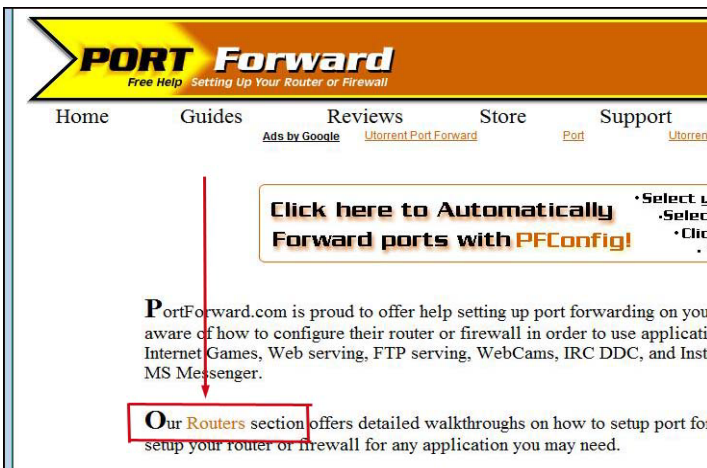 PORT Forward
Free Help Setting Up Your Router or Firewall
Home Guides Reviews Store Support
Ads by Google Utorrent Port Forward Port Utorren
Click here to Automatically
Forward ports with PFConfig!
•Select
•Selec
•Clic
PortForward.com is proud to offer help setting up port forwarding on you
aware of how to configure their router or firewall in order to use applicati
Internet Games, Web serving, FTP serving, WebCams, IRC DDC, and Inst
MS Messenger.
Our Routers section offers detailed walkthroughs on how to setup port for
setup your router or firewall for any application you may need.